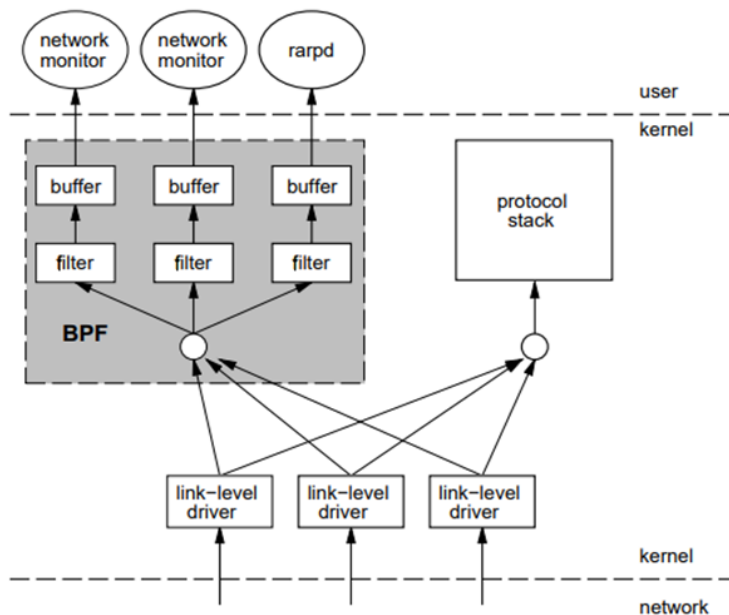 network
monitor
network
monitor
rarpd
user
kernel
buffer
buffer
buffer
protocol
stack
filter
filter
filter
BPF
link-level
driver
link-level
driver
link-level
driver
kernel
network